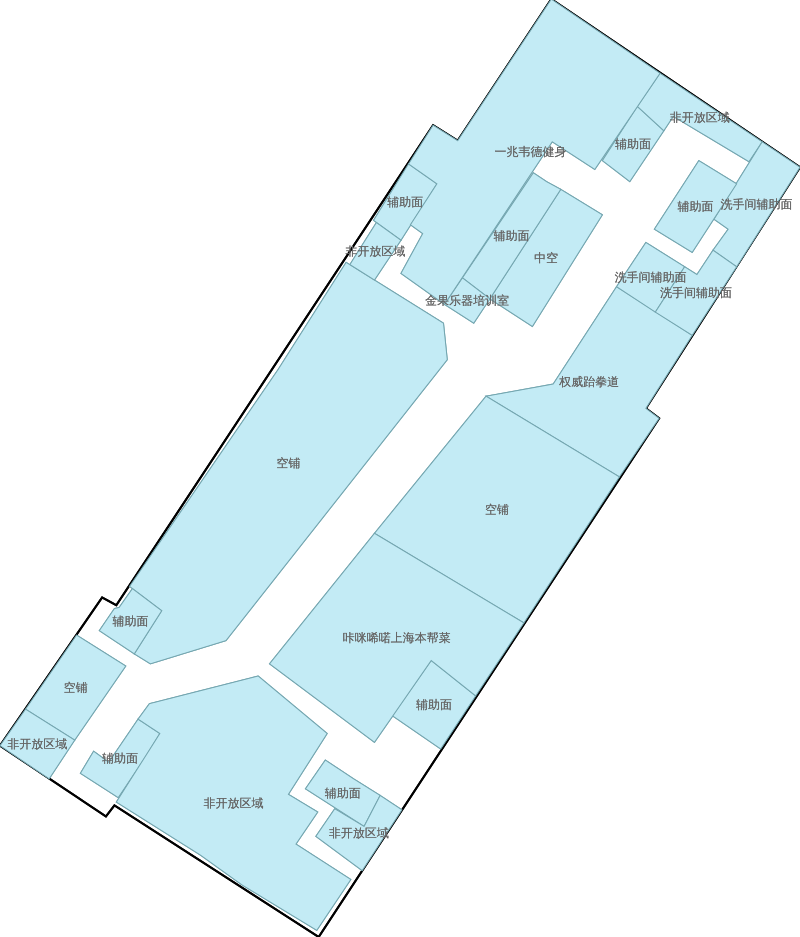 非开放区域
辅助面
一兆韦德健身
辅助面
辅助面
洗手间辅助面
辅助面
非开放区域
中空
洗手间辅助面
洗手间辅助面
金果乐器培训室
权威跆拳道
空铺
空铺
辅助面
咔咪唏喏上海本帮菜
空铺
辅助面
非开放区域
辅助面
辅助面
非开放区域
非开放区域